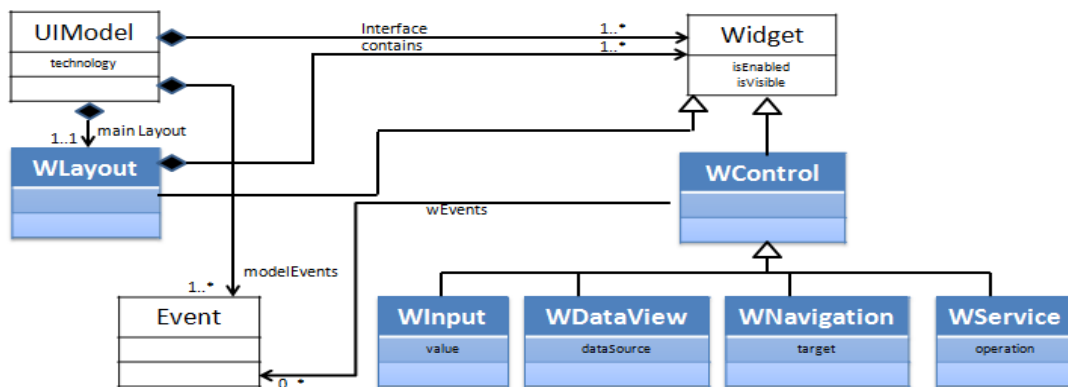 UIModel
technology
Interface
1..*
contains
1..*
Widget
isEnabled
isVisible
main Layout
1..1
WLayout
WControl
wEvents
modelEvents
1..*
Event
0..*
WInput
value
WDataView
dataSource
WNavigation
target
WService
operation